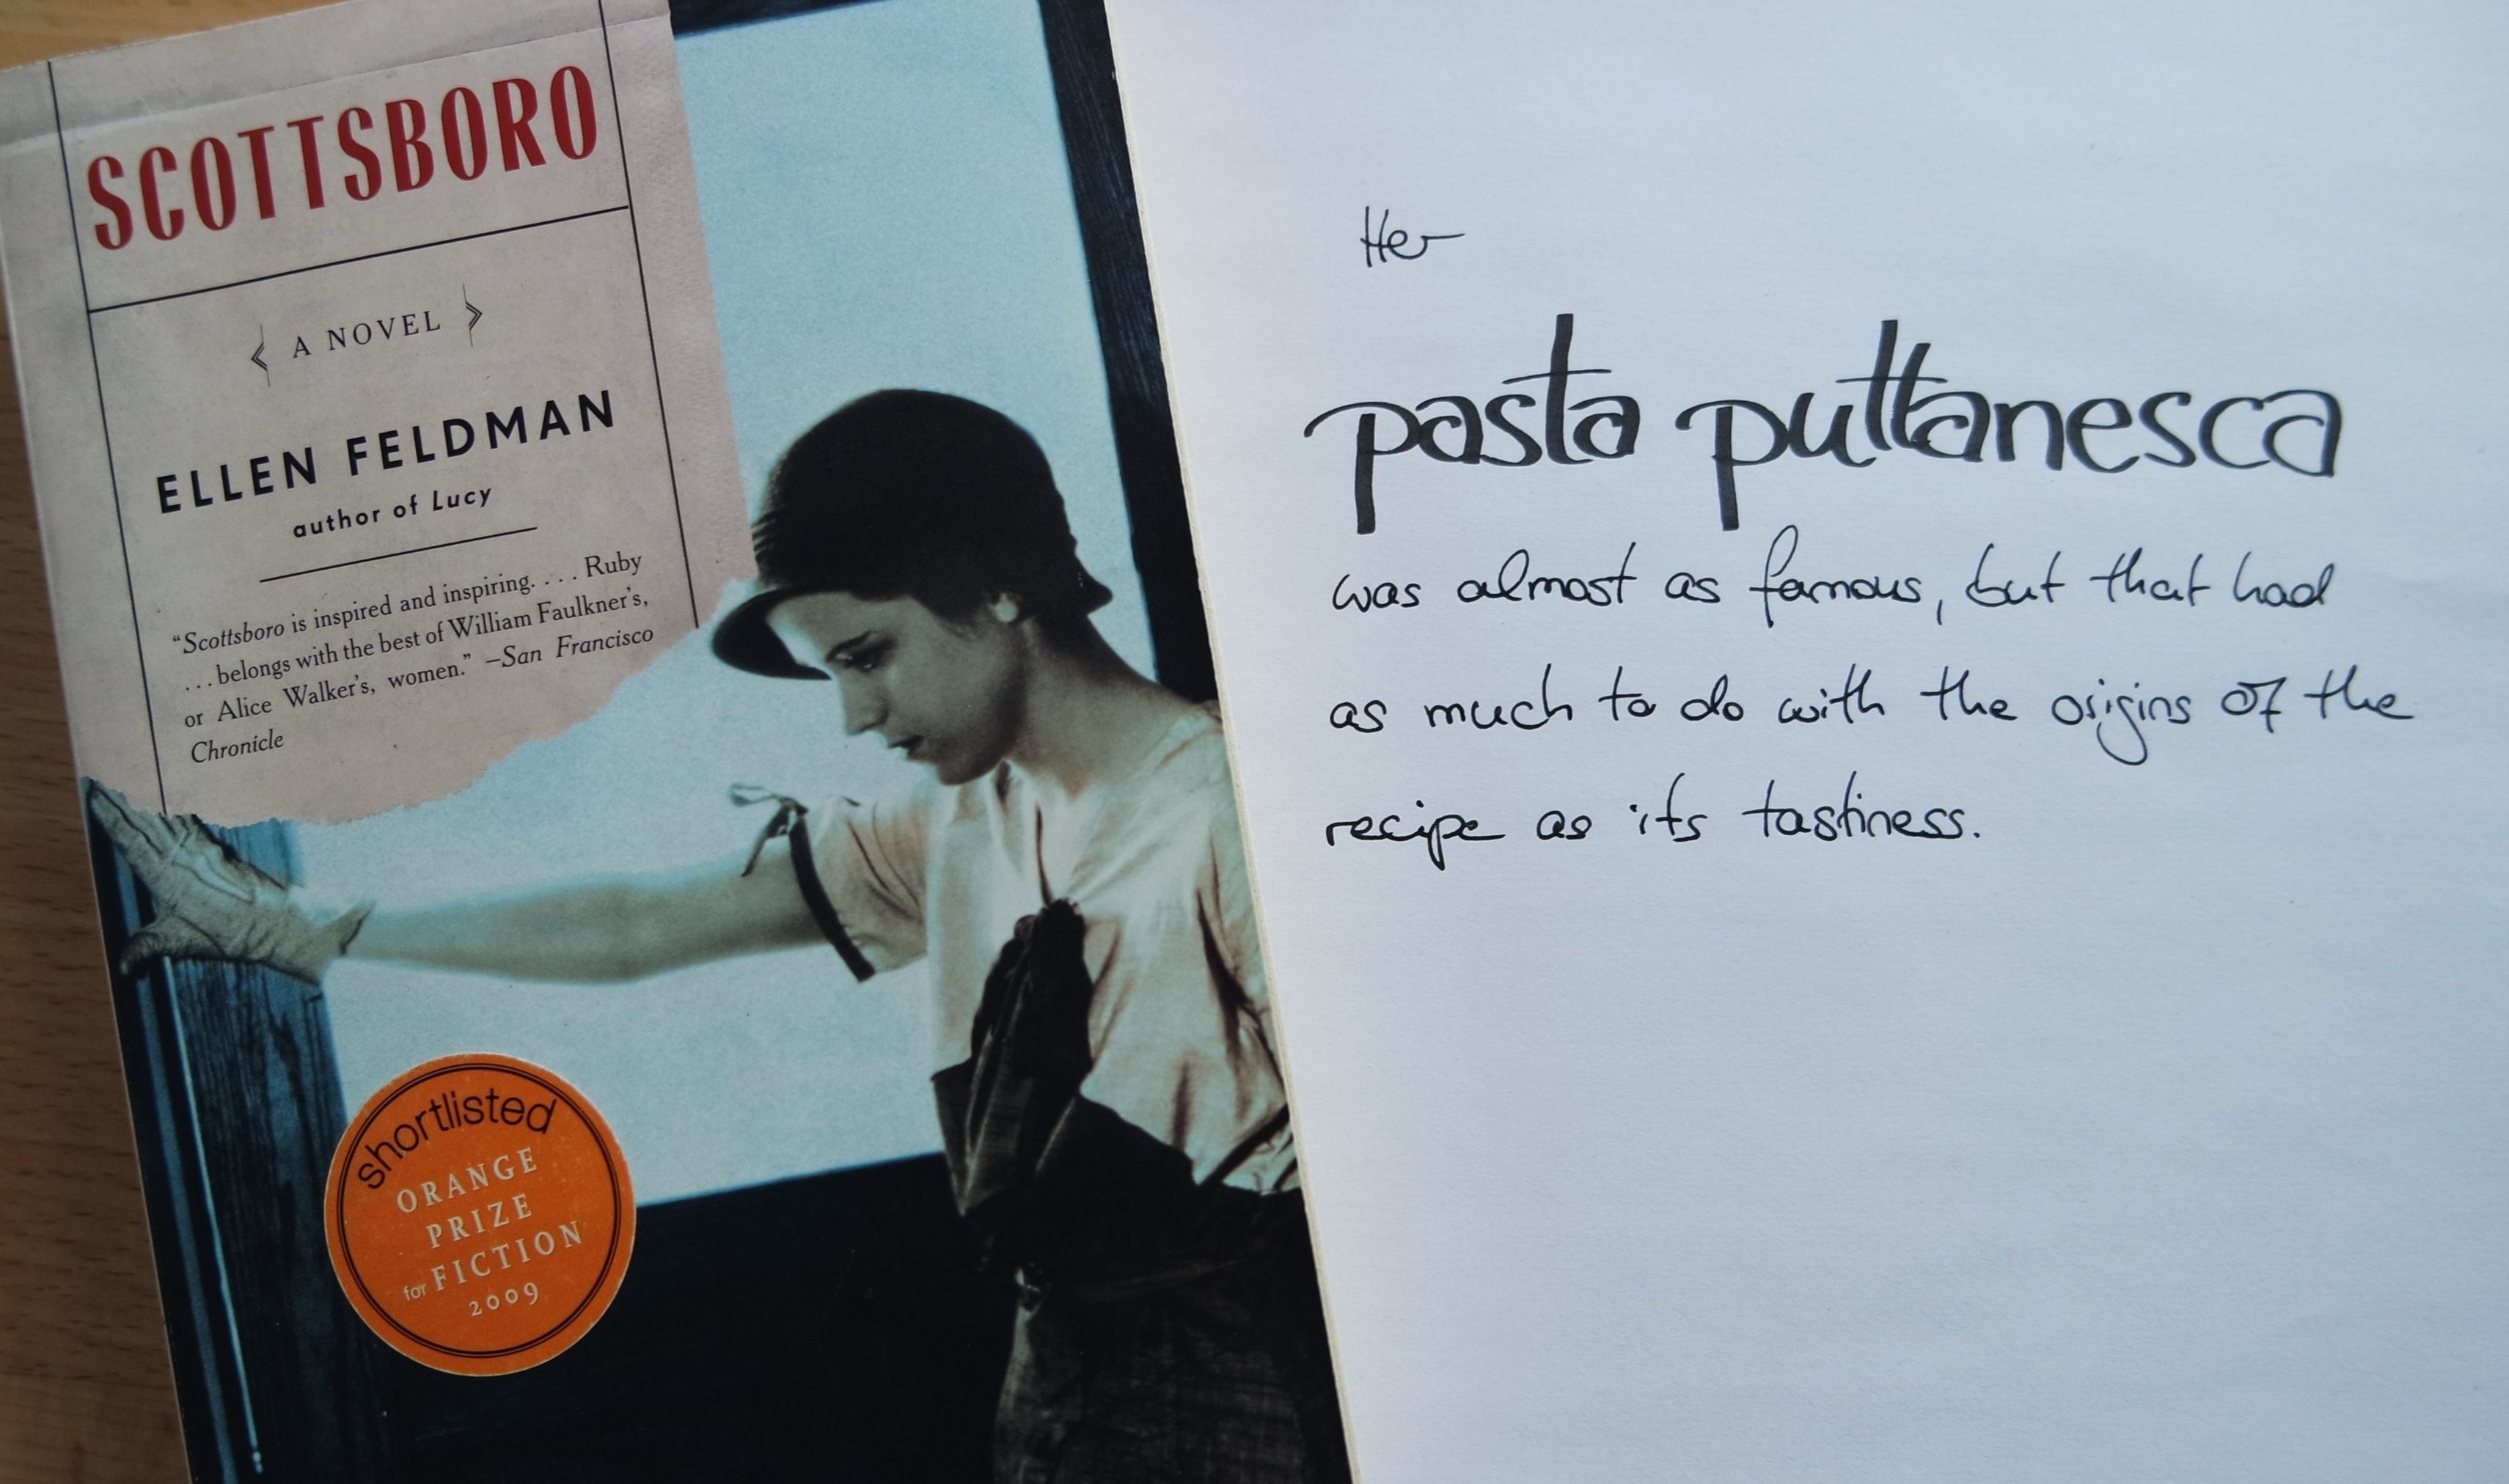 SCOTTSBORO
A NOVEL
ELLEN FELDMAN
author of Lucy
“Scottsboro is inspired and inspiring. . . . Ruby
. . . belongs with the best of William Faulkner’s,
or Alice Walker’s, women.” –San Francisco
Chronicle
shortlisted
ORANGE
PRIZE
for FICTION
2009
Her
pasta puttanesca
was almost as famous, but that had
as much to do with the origins of the
recipe as its tastiness.